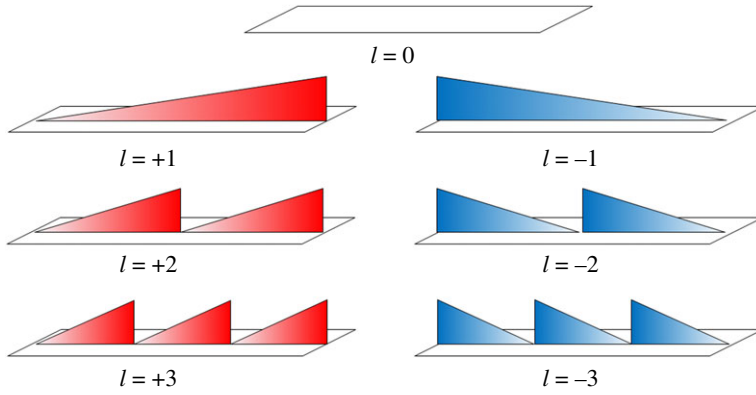 l = 0
l = +1
l = –1
l = +2
l = –2
l = +3
l = –3